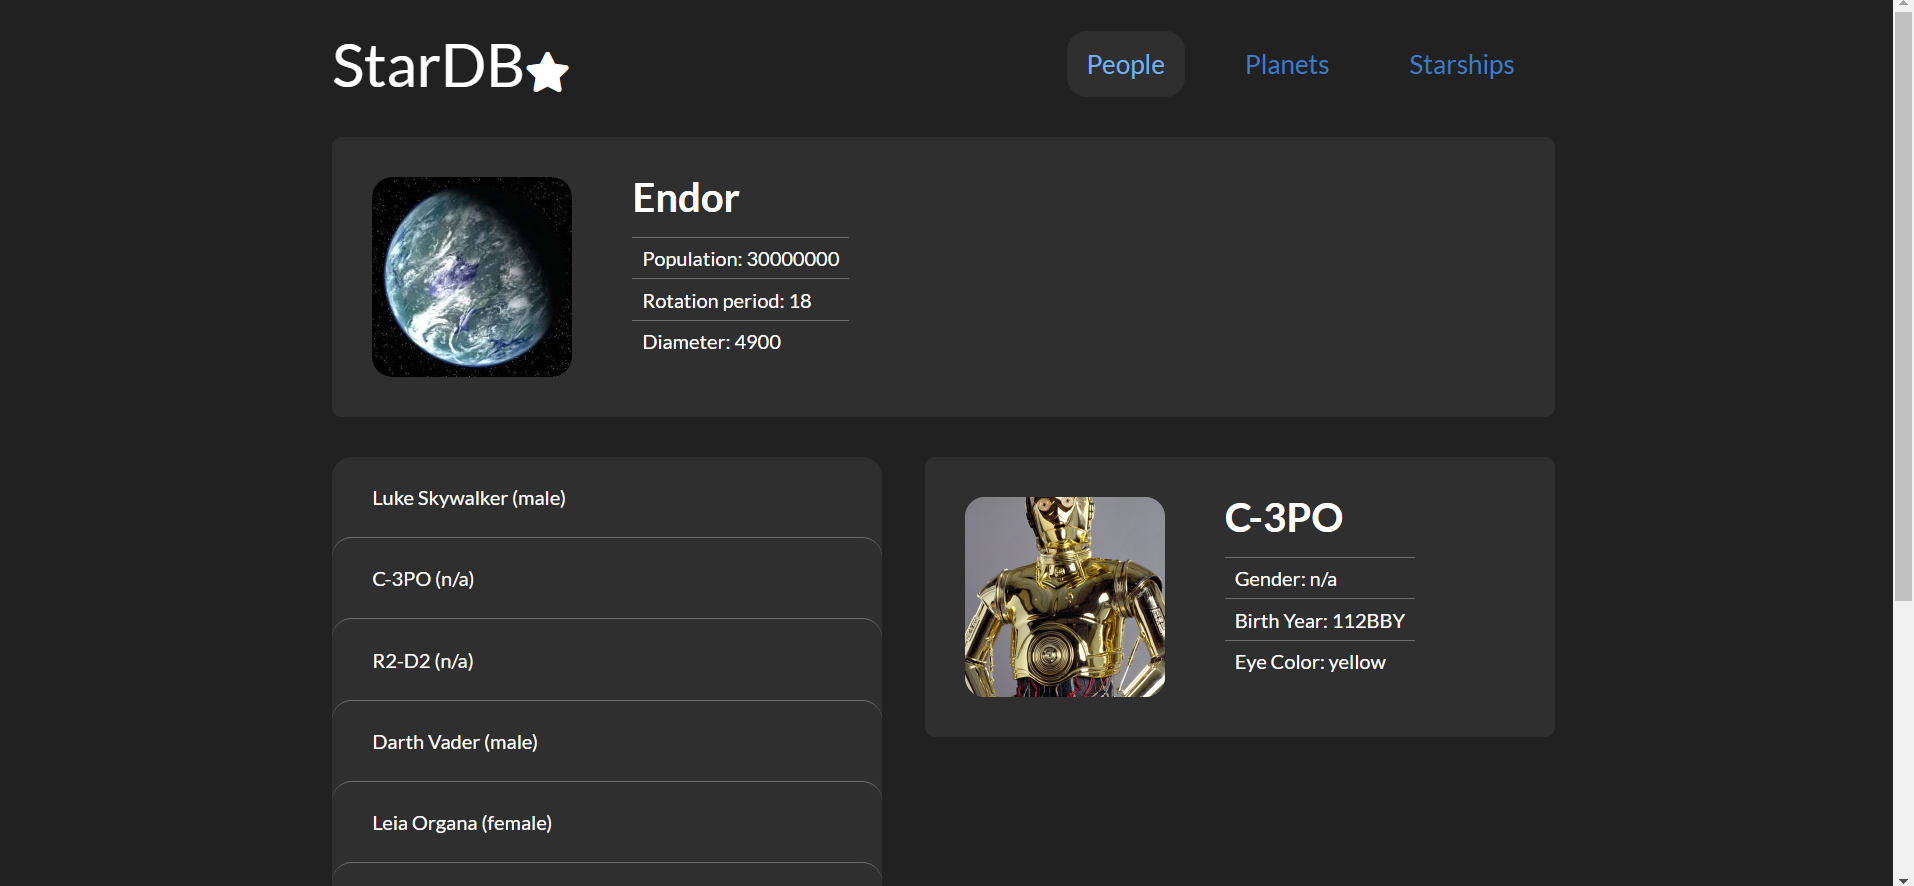 StarDB
People
Planets
Starships
Endor
Population: 30000000
Rotation period: 18
Diameter: 4900
Luke Skywalker (male)
C-3PO (n/a)
R2-D2 (n/a)
Darth Vader (male)
Leia Organa (female)
C-3PO
Gender: n/a
Birth Year: 112BBY
Eye Color: yellow